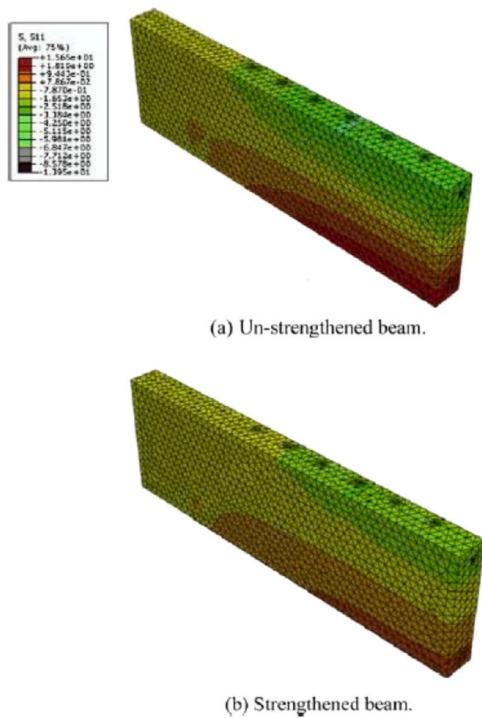 S, S11
(Avg: 75%)
+1.565e+01
+1.810e+00
+9.443e-01
+7.867e-02
-7.870e-01
-1.652e+00
-2.518e+00
-3.384e+00
-4.250e+00
-5.115e+00
-5.981e+00
-6.847e+00
-7.712e+00
-8.578e+00
-1.395e+01
(a) Un-strengthened beam.
(b) Strengthened beam.